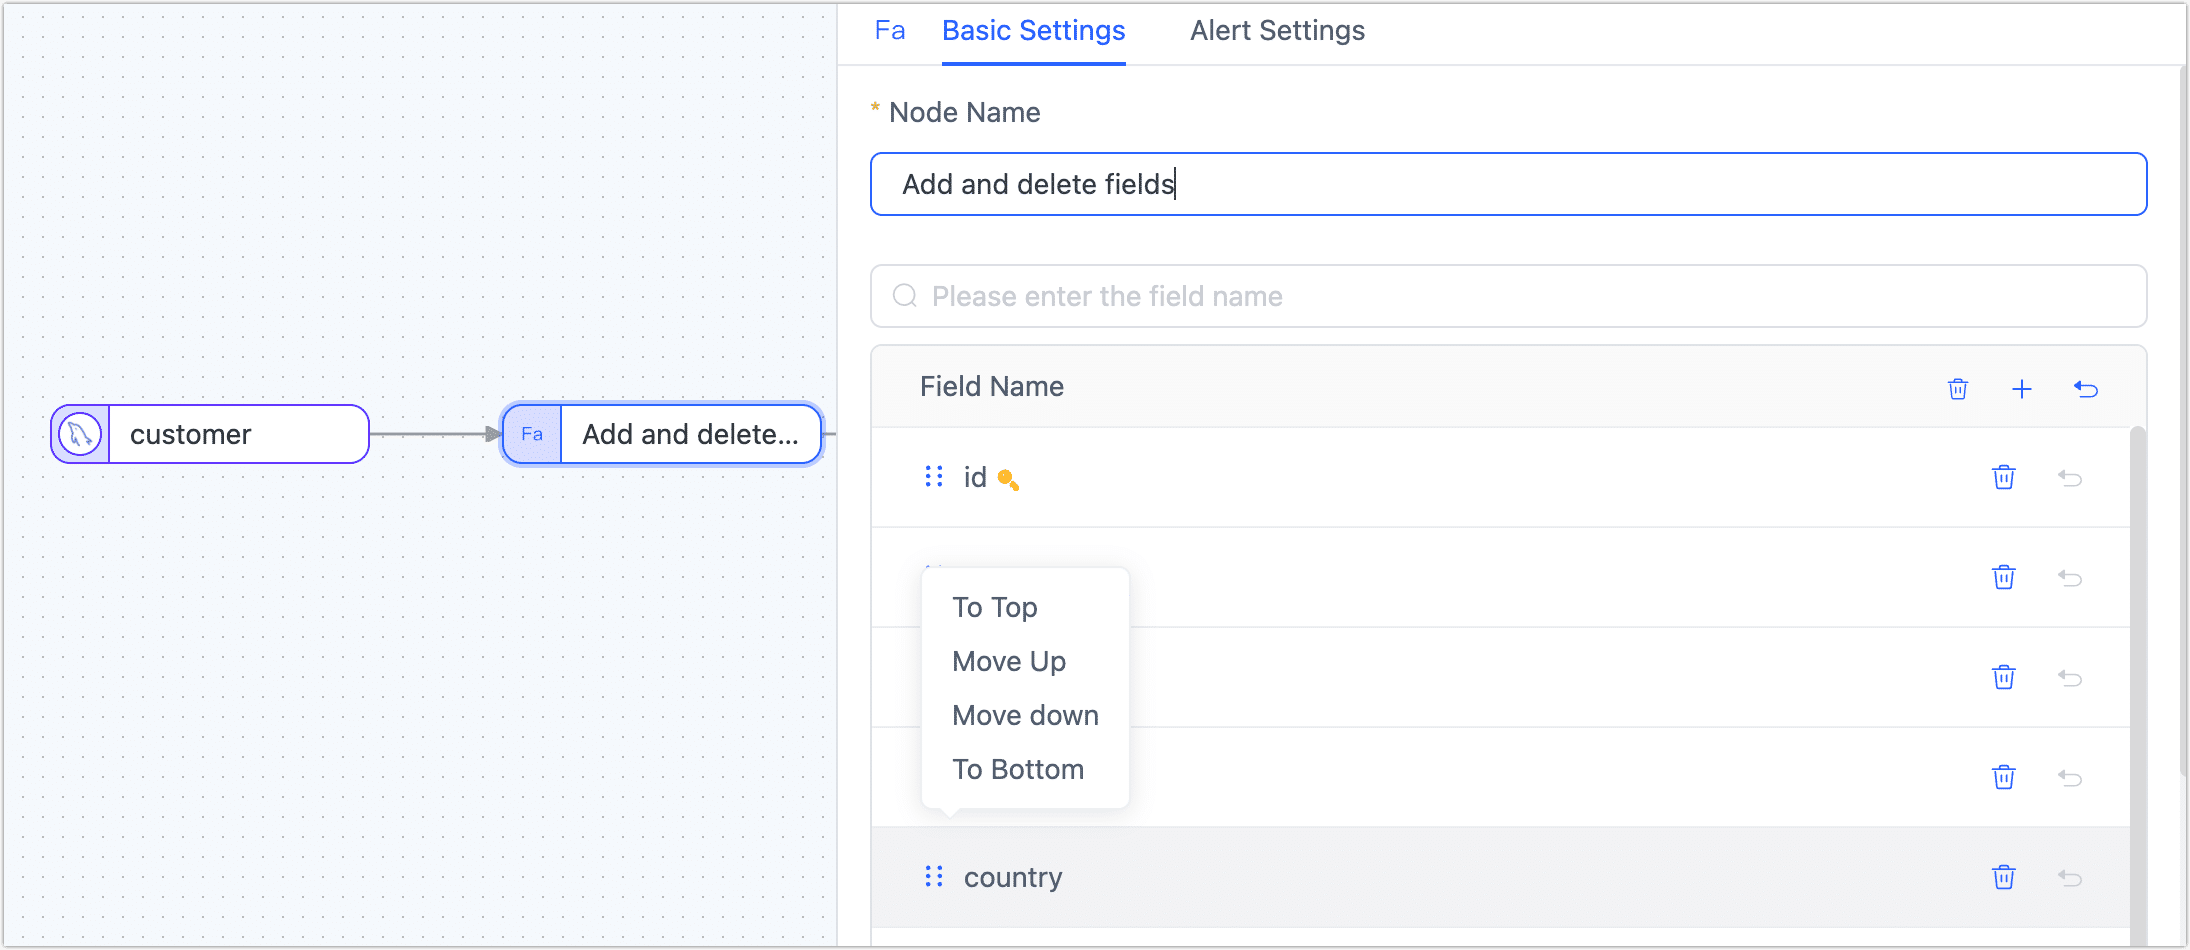 customer
Fa
Add and delete...
Fa
Basic Settings
Alert Settings
* Node Name
Add and delete fields
Please enter the field name
Field Name
id
To Top
Move Up
Move down
To Bottom
country